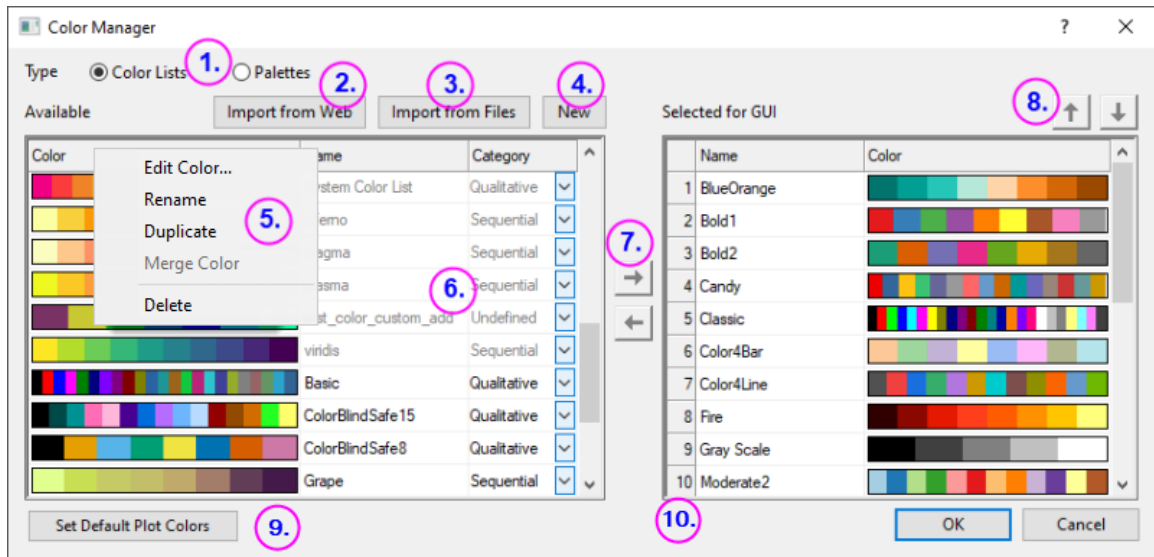 Color Manager
?
Type Color Lists 1. Palettes
2. 3. 4. 8.
Available Import from Web Import from Files New Selected for GUI
Color Name Category Name Color
Edit Color...
Rename
Duplicate
Merge Color
Delete
5.
ystem Color List Qualitative
Sequential
Sequential
6. Sequential
st_color_custom_add Undefined
viridis Sequential
Basic Qualitative
ColorBlindSafe15 Qualitative
ColorBlindSafe8 Qualitative
Grape Sequential
7.
1 BlueOrange
2 Bold1
3 Bold2
4 Candy
5 Classic
6 Color4Bar
7 Color4Line
8 Fire
9 Gray Scale
10 Moderate2
Set Default Plot Colors 9. 10. OK Cancel